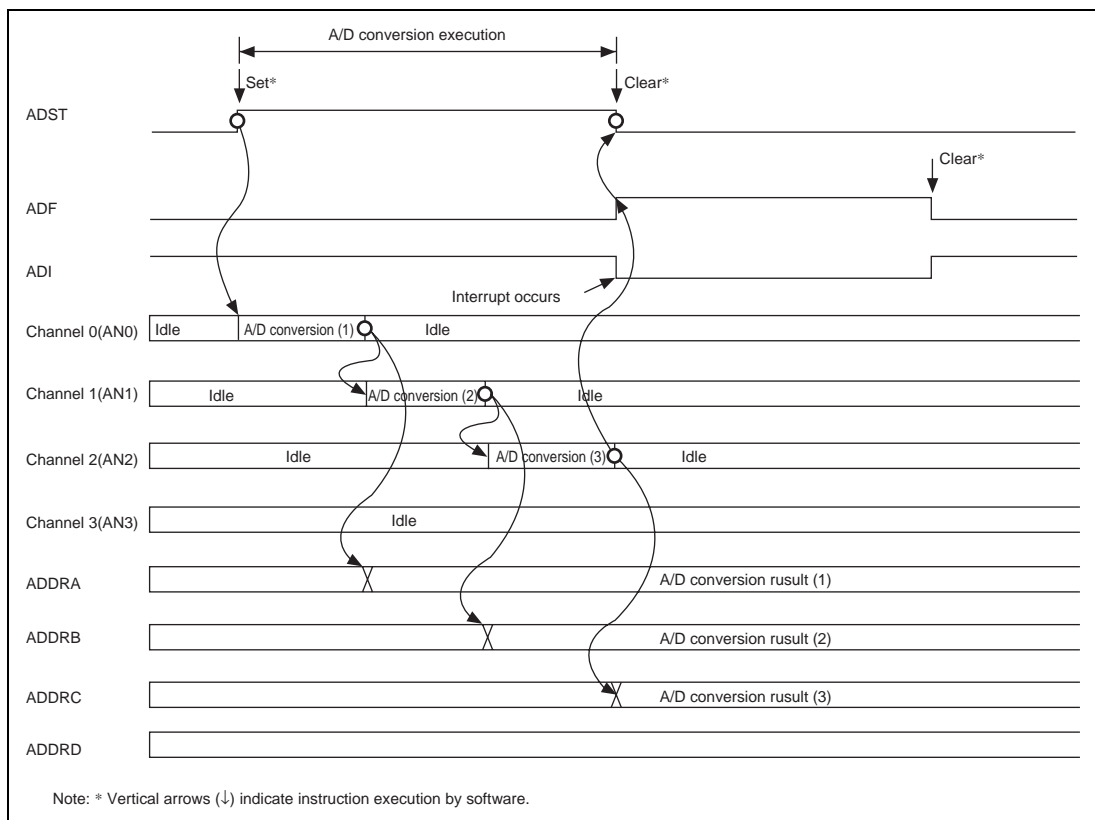 A/D conversion execution
Set* Clear*
ADST
Clear*
ADF
ADI
Interrupt occurs
Channel 0(AN0) Idle A/D conversion (1) Idle
Channel 1(AN1) Idle A/D conversion (2) Idle
Channel 2(AN2) Idle A/D conversion (3) Idle
Channel 3(AN3) Idle
ADDRA A/D conversion rusult (1)
ADDRB A/D conversion rusult (2)
ADDRC A/D conversion rusult (3)
ADDRD
Note: * Vertical arrows (↓) indicate instruction execution by software.